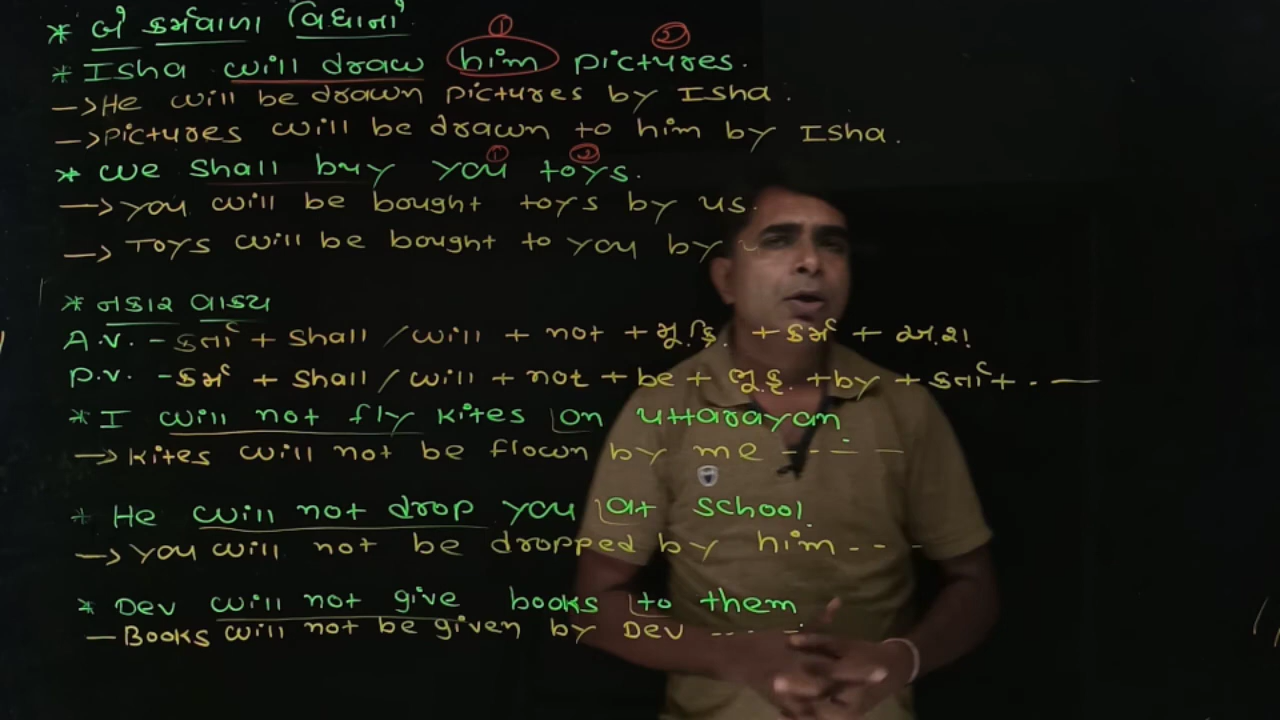 * બે કર્મવાળા વિધાનો
① ②
* Isha will draw him pictures.
→ He will be drawn pictures by Isha.
→ pictures will be drawn to him by Isha.
① ②
* we shall buy you toys.
→ you will be bought toys by us.
→ Toys will be bought to you by
* નકાર વાક્ય
A.V. - કર્તા + shall / will + not + મૂ.ક્રિ. + કર્મ + અ.શ.
P.V. - કર્મ + shall / will + not + be + ભૂ.કૃ. + by + કર્તા + . —
* I will not fly kites on uttarayan
→ kites will not be flown by me - - - -
+ He will not drop you at school.
→ you will not be dropped by him - - -
* Dev will not give books to them
- Books will not be given by Dev - - - -